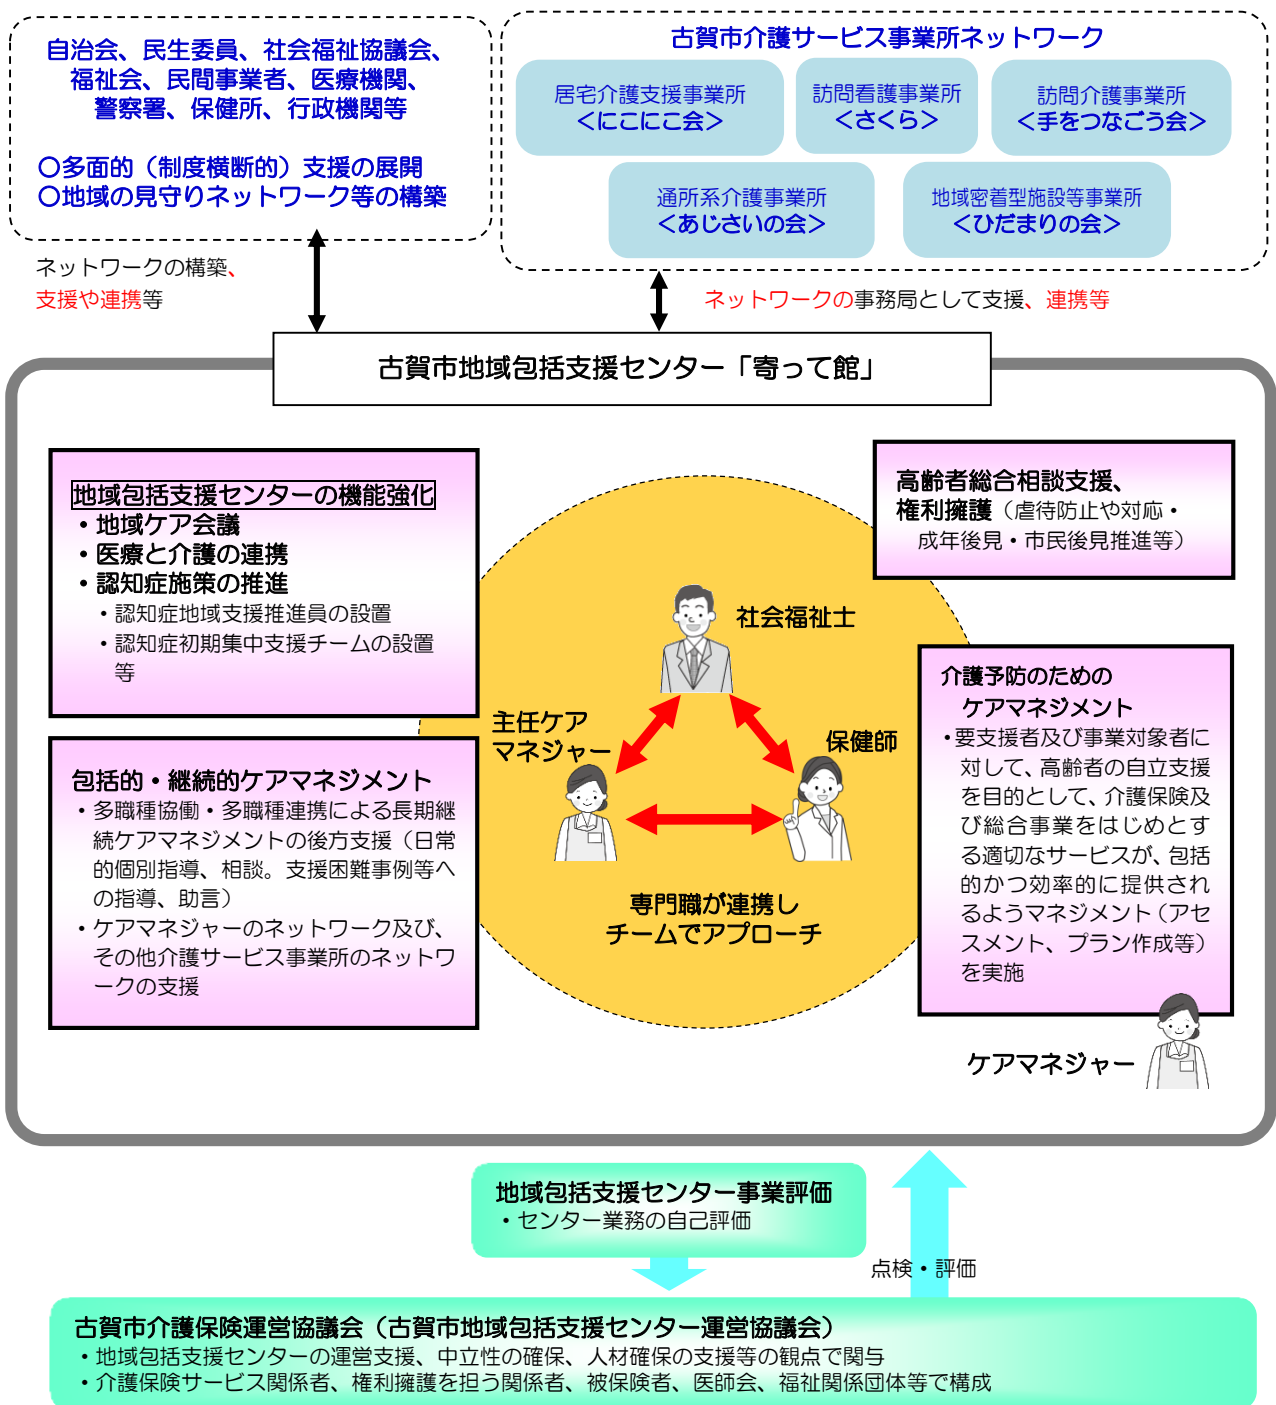 自治会、民生委員、社会福祉協議会、
福祉会、民間事業者、医療機関、
警察署、保健所、行政機関等
〇多面的（制度横断的）支援の展開
〇地域の見守りネットワーク等の構築
古賀市介護サービス事業所ネットワーク
居宅介護支援事業所
＜にこにこ会＞
訪問看護事業所
＜さくら＞
訪問介護事業所
＜手をつなごう会＞
通所系介護事業所
＜あじさいの会＞
地域密着型施設等事業所
＜ひだまりの会＞
ネットワークの構築、
支援や連携等
ネットワークの事務局として支援、連携等
古賀市地域包括支援センター「寄って館」
地域包括支援センターの機能強化
・地域ケア会議
・医療と介護の連携
・認知症施策の推進
・認知症地域支援推進員の設置
・認知症初期集中支援チームの設置
等
高齢者総合相談支援、
権利擁護（虐待防止や対応・
成年後見・市民後見推進等）
社会福祉士
主任ケア
マネジャー
保健師
専門職が連携し
チームでアプローチ
包括的・継続的ケアマネジメント
・多職種協働・多職種連携による長期継
続ケアマネジメントの後方支援（日常
的個別指導、相談。支援困難事例等へ
の指導、助言）
・ケアマネジャーのネットワーク及び、
その他介護サービス事業所のネットワ
ークの支援
介護予防のための
ケアマネジメント
・要支援者及び事業対象者に
対して、高齢者の自立支援
を目的として、介護保険及
び総合事業をはじめとす
る適切なサービスが、包括
的かつ効率的に提供され
るようマネジメント（アセ
スメント、プラン作成等）
を実施
ケアマネジャー
地域包括支援センター事業評価
・センター業務の自己評価
点検・評価
古賀市介護保険運営協議会（古賀市地域包括支援センター運営協議会）
・地域包括支援センターの運営支援、中立性の確保、人材確保の支援等の観点で関与
・介護保険サービス関係者、権利擁護を担う関係者、被保険者、医師会、福祉関係団体等で構成